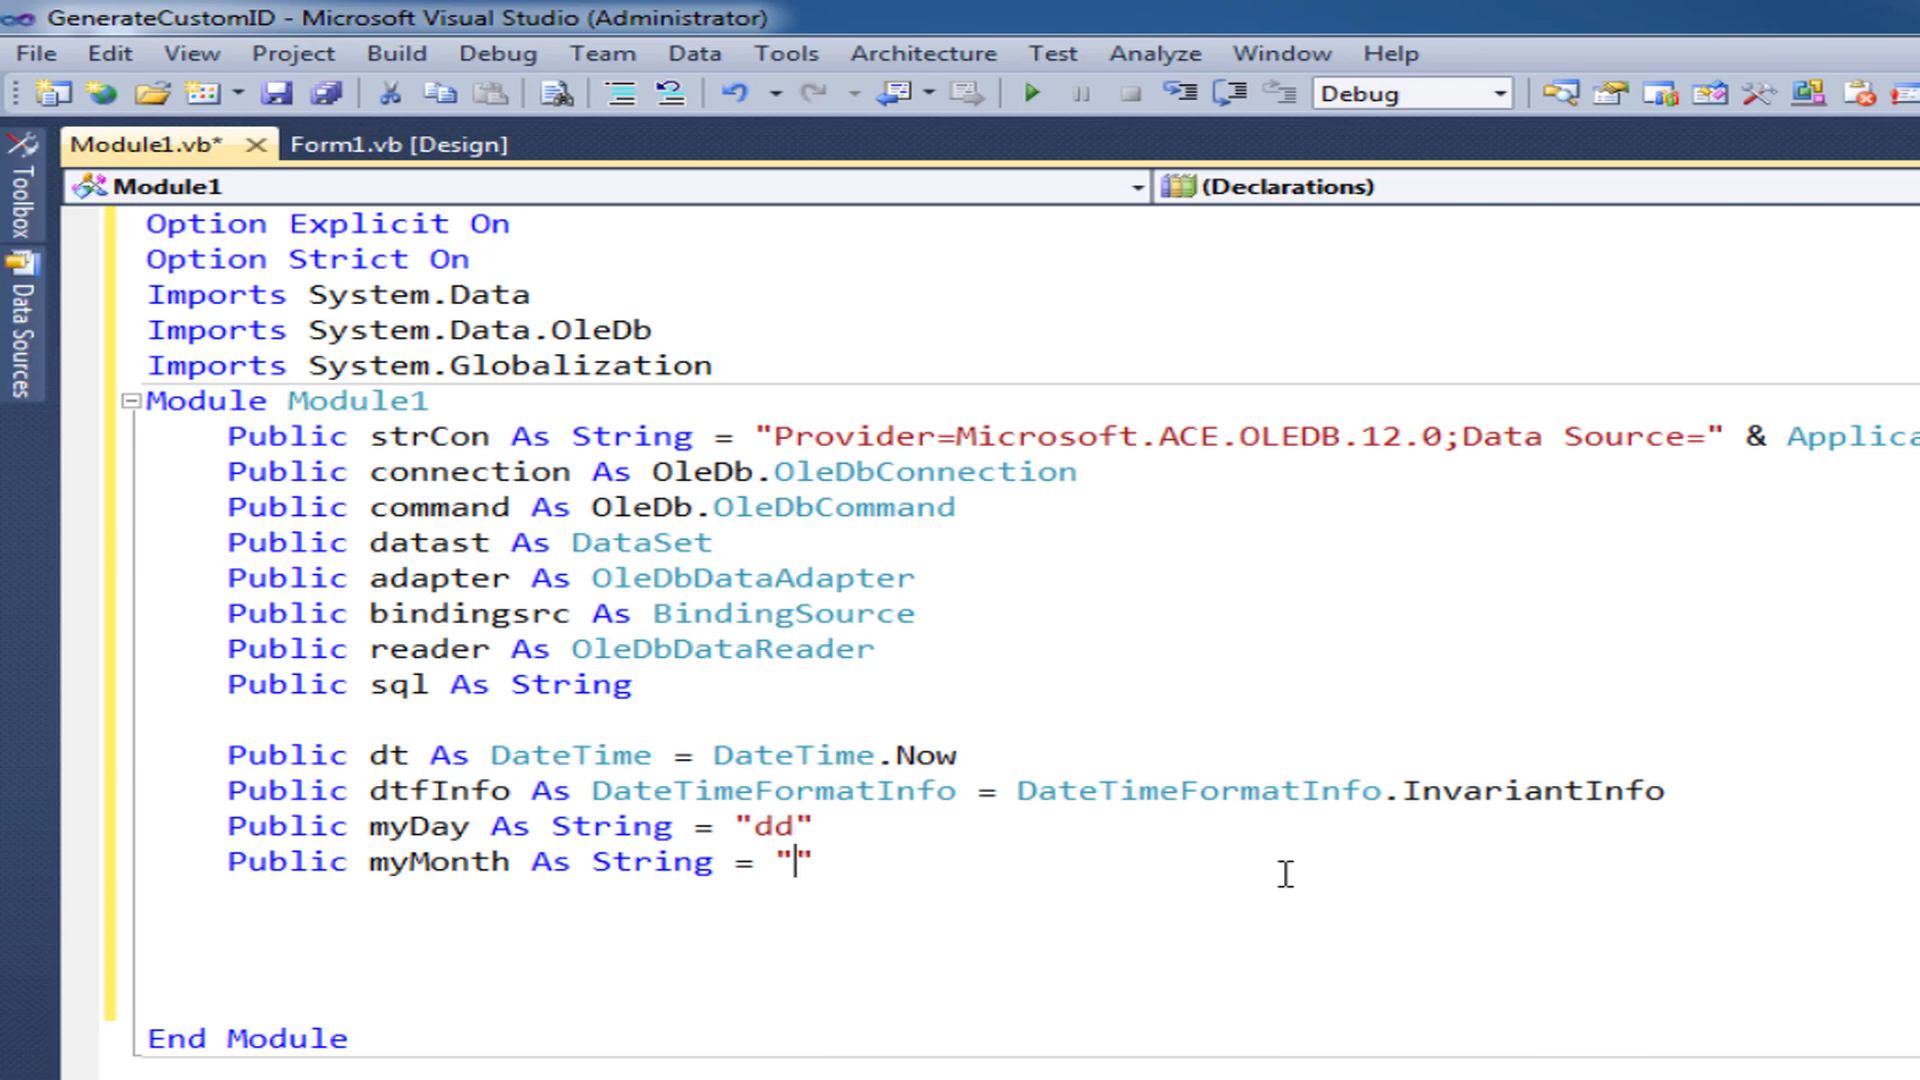 GenerateCustomID - Microsoft Visual Studio (Administrator)
File Edit View Project Build Debug Team Data Tools Architecture Test Analyze Window Help
Debug
Module1.vb* Form1.vb [Design]
Module1 (Declarations)
Toolbox
Data Sources
Option Explicit On
Option Strict On
Imports System.Data
Imports System.Data.OleDb
Imports System.Globalization
Module Module1
Public strCon As String = "Provider=Microsoft.ACE.OLEDB.12.0;Data Source=" & Applica
Public connection As OleDb.OleDbConnection
Public command As OleDb.OleDbCommand
Public datast As DataSet
Public adapter As OleDbDataAdapter
Public bindingsrc As BindingSource
Public reader As OleDbDataReader
Public sql As String
Public dt As DateTime = DateTime.Now
Public dtfInfo As DateTimeFormatInfo = DateTimeFormatInfo.InvariantInfo
Public myDay As String = "dd"
Public myMonth As String = ""
End Module